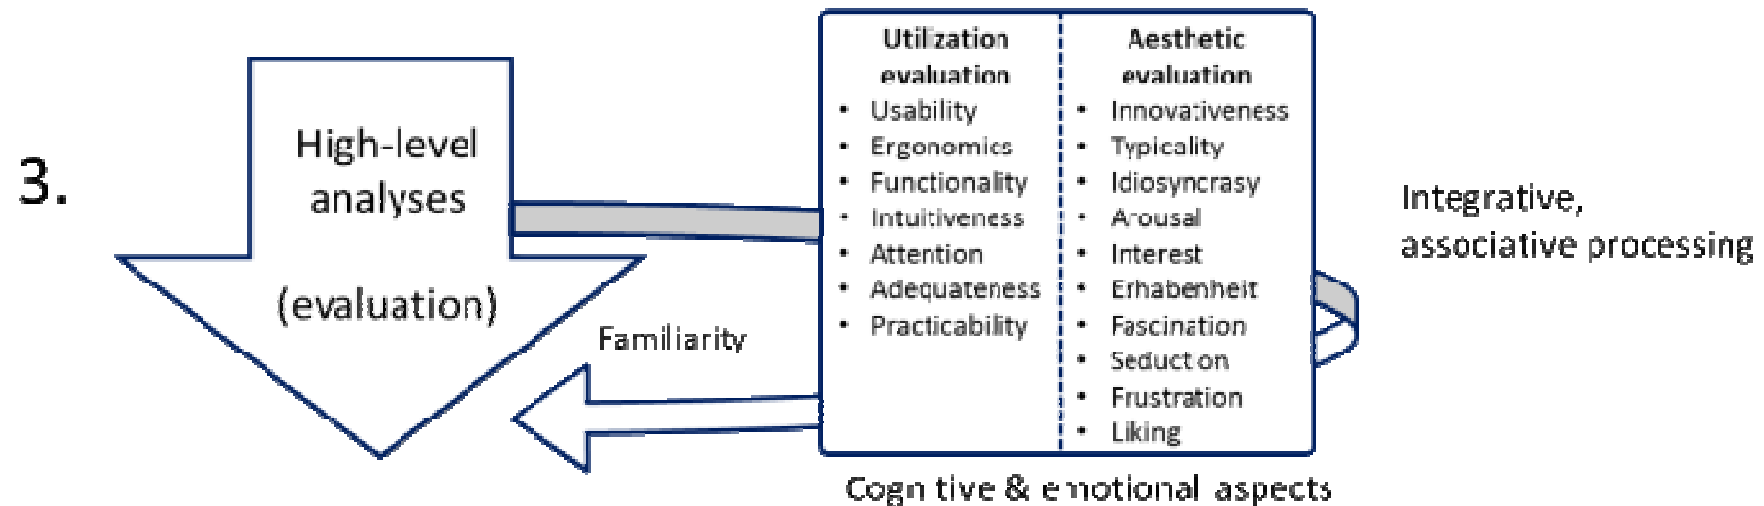 3.
High-level
analyses
(evaluation)
Familiarity
Utilization
evaluation
• Usability
• Ergonomics
• Functionality
• Intuitiveness
• Attention
• Adequateness
• Practicability
Aesthetic
evaluation
• Innovativeness
• Typicality
• Idiosyncrasy
• Arousal
• Interest
• Erhabenheit
• Fascination
• Seduction
• Frustration
• Liking
Cognitive & emotional aspects
Integrative,
associative processing